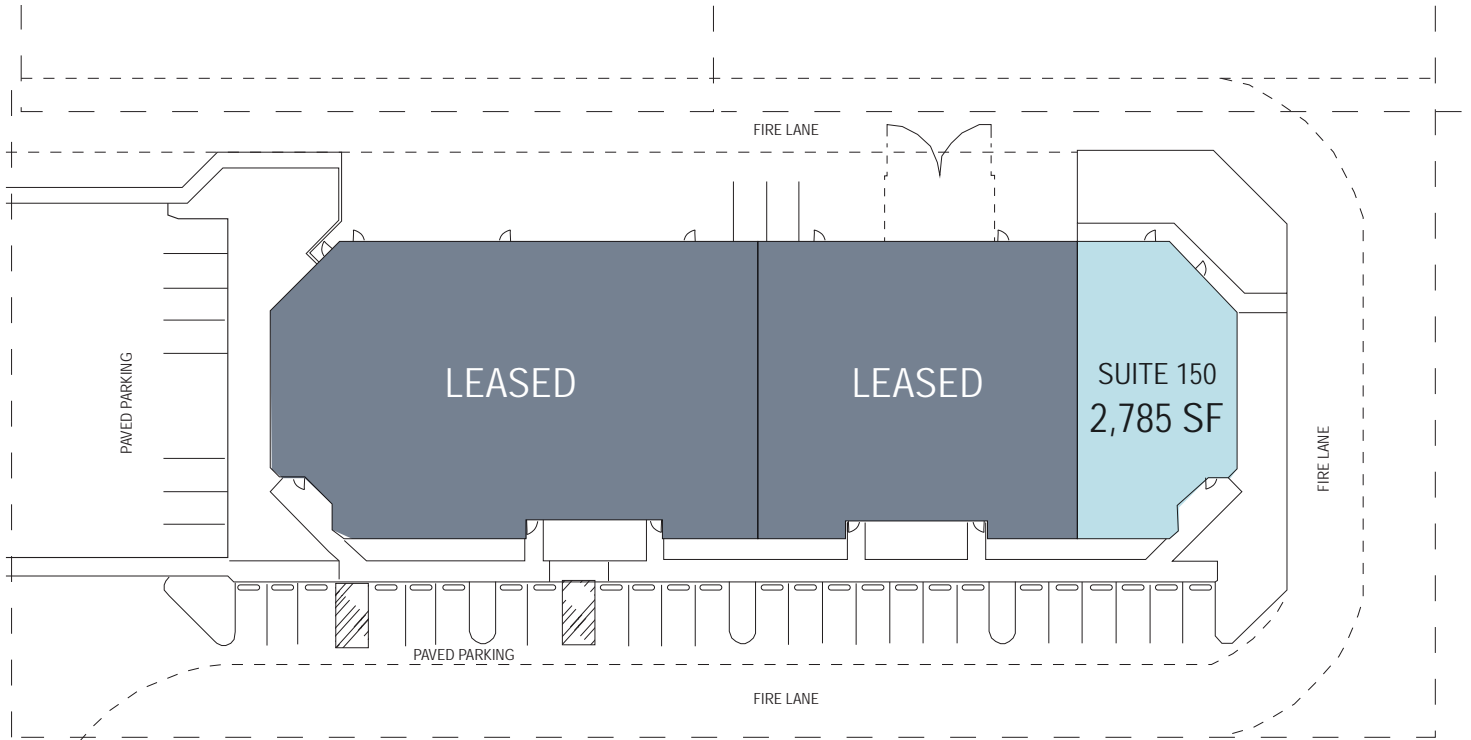 FIRE LANE
LEASED
LEASED
SUITE 150
2,785 SF
PAVED PARKING
FIRE LANE
PAVED PARKING
FIRE LANE